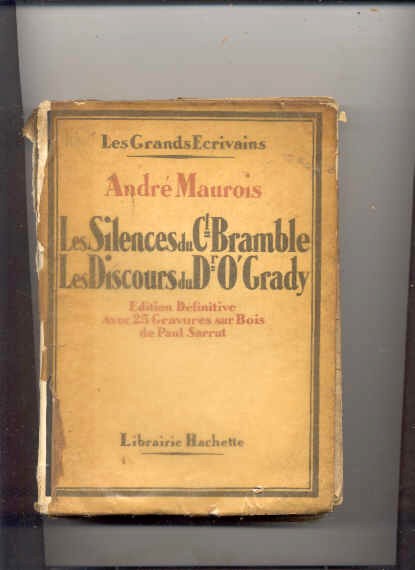 Les Grands Ecrivains
André Maurois
Les Silences du Cel Bramble
Les Discours du Dr O'Grady
Edition Définitive
avec 25 Gravures sur Bois
de Paul Sarrut
Librairie Hachette